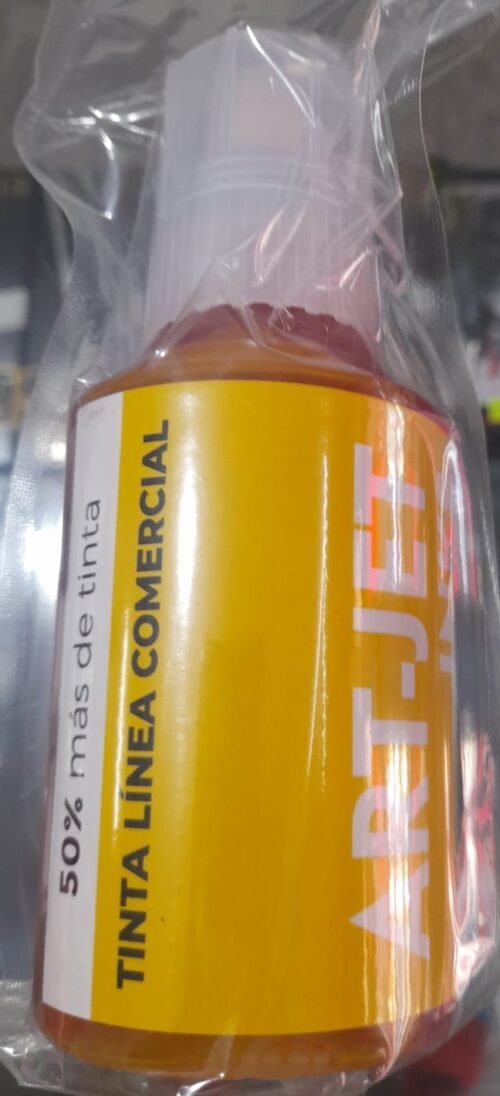 50% más de tinta
TINTA LÍNEA COMERCIAL
ART-JET